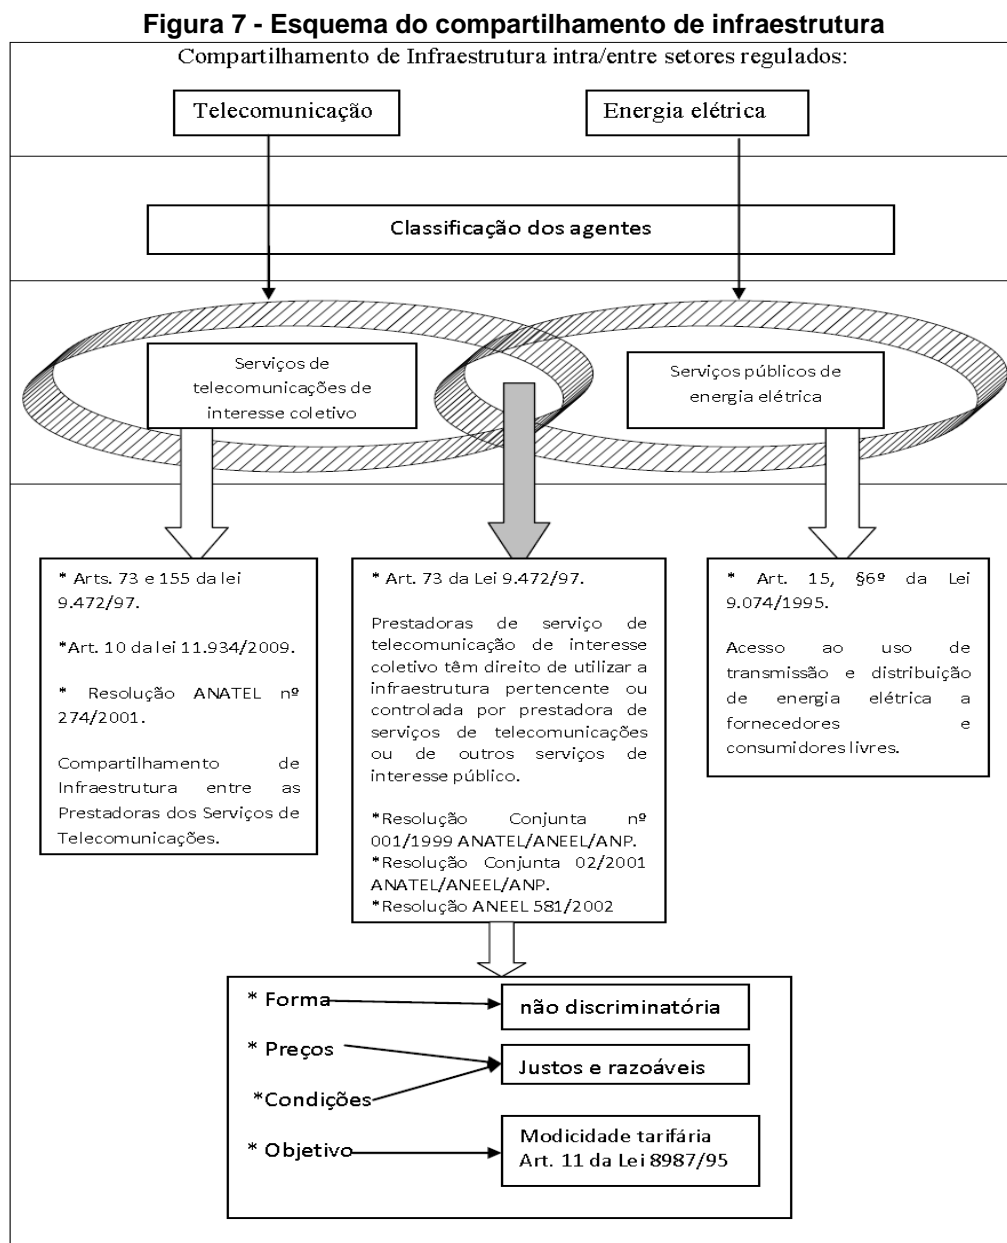 Figura 7 - Esquema do compartilhamento de infraestrutura
Compartilhamento de Infraestrutura intra/entre setores regulados:
Telecomunicação
Energia elétrica
Classificação dos agentes
Serviços de
telecomunicações de
interesse coletivo
Serviços públicos de
energia elétrica
* Arts. 73 e 155 da lei
9.472/97.
*Art. 10 da lei 11.934/2009.
* Resolução ANATEL nº
274/2001.
Compartilhamento de
Infraestrutura entre as
Prestadoras dos Serviços de
Telecomunicações.
* Art. 73 da Lei 9.472/97.
Prestadoras de serviço de
telecomunicação de interesse
coletivo têm direito de utilizar a
infraestrutura pertencente ou
controlada por prestadora de
serviços de telecomunicações
ou de outros serviços de
interesse público.
*Resolução Conjunta nº
001/1999 ANATEL/ANEEL/ANP.
*Resolução Conjunta 02/2001
ANATEL/ANEEL/ANP.
*Resolução ANEEL 581/2002
* Art. 15, §6º da Lei
9.074/1995.
Acesso ao uso de
transmissão e distribuição
de energia elétrica a
fornecedores e
consumidores livres.
* Forma
não discriminatória
* Preços
Justos e razoáveis
*Condições
* Objetivo
Modicidade tarifária
Art. 11 da Lei 8987/95